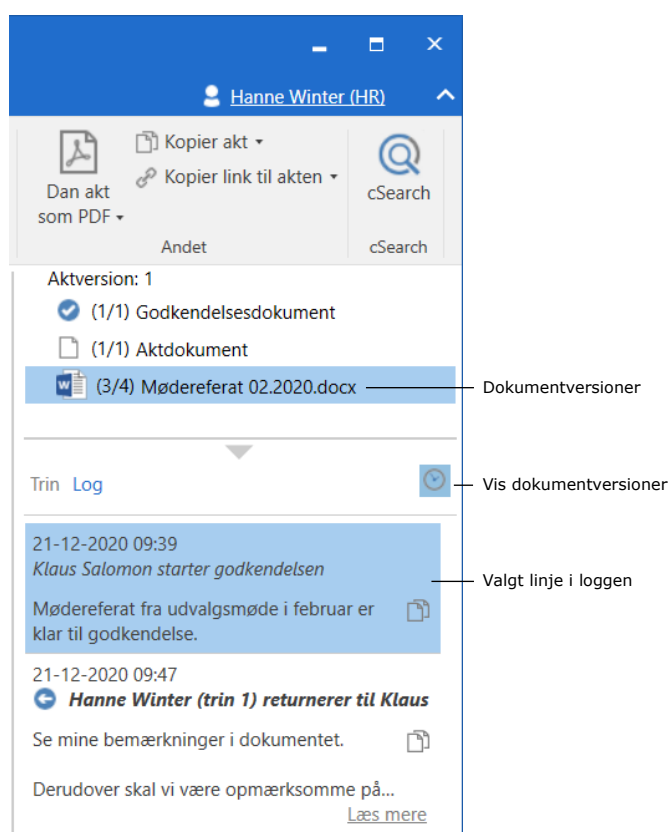 Hanne Winter (HR)
Kopier akt
Kopier link til akten
Dan akt
som PDF
cSearch
Andet
cSearch
Aktversion: 1
(1/1) Godkendelsesdokument
(1/1) Aktdokument
(3/4) Mødereferat 02.2020.docx
Dokumentversioner
Trin Log
Vis dokumentversioner
21-12-2020 09:39
Klaus Salomon starter godkendelsen
Valgt linje i loggen
Mødereferat fra udvalgsmøde i februar er
klar til godkendelse.
21-12-2020 09:47
Hanne Winter (trin 1) returnerer til Klaus
Se mine bemærkninger i dokumentet.
Derudover skal vi være opmærksomme på...
Læs mere